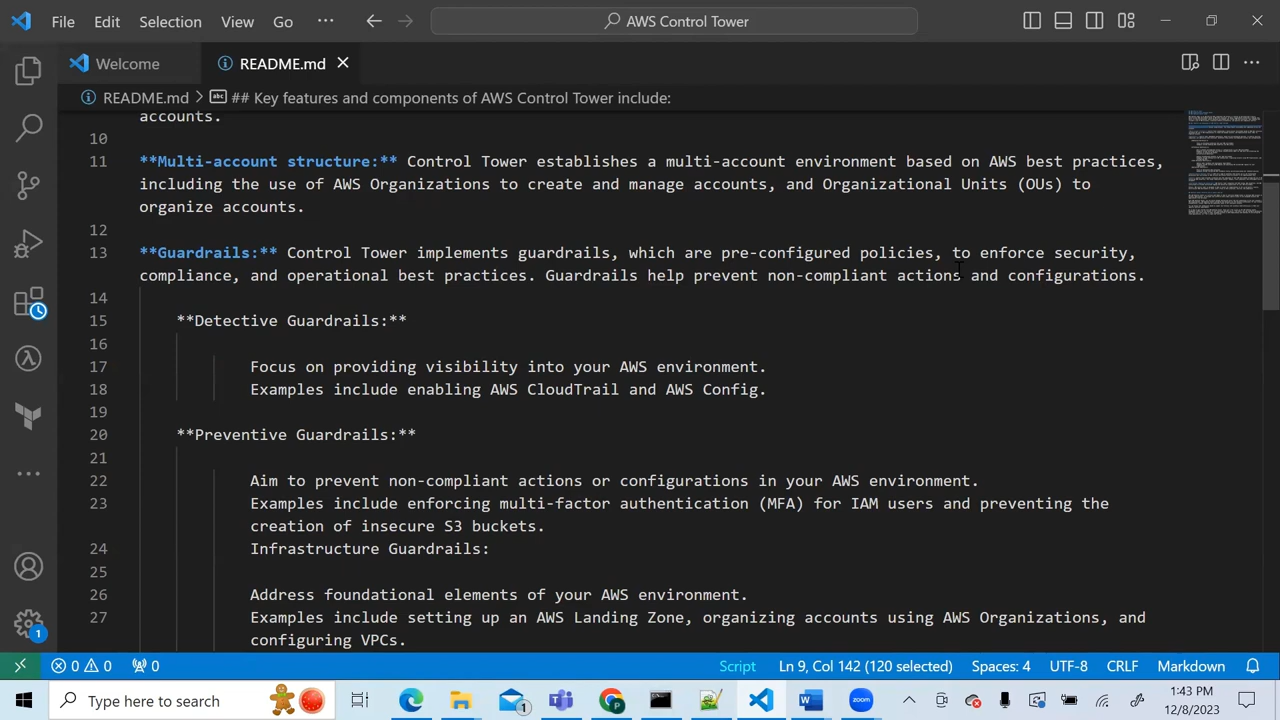 File Edit Selection View Go ··· AWS Control Tower
Welcome README.md
README.md > ## Key features and components of AWS Control Tower include:
accounts.
10
11 **Multi-account structure:** Control Tower establishes a multi-account environment based on AWS best practices,
including the use of AWS Organizations to create and manage accounts, and Organizational Units (OUs) to
organize accounts.
12
13 **Guardrails:** Control Tower implements guardrails, which are pre-configured policies, to enforce security,
compliance, and operational best practices. Guardrails help prevent non-compliant actions and configurations.
14
15 **Detective Guardrails:**
16
17 Focus on providing visibility into your AWS environment.
18 Examples include enabling AWS CloudTrail and AWS Config.
19
20 **Preventive Guardrails:**
21
22 Aim to prevent non-compliant actions or configurations in your AWS environment.
23 Examples include enforcing multi-factor authentication (MFA) for IAM users and preventing the
creation of insecure S3 buckets.
24 Infrastructure Guardrails:
25
26 Address foundational elements of your AWS environment.
27 Examples include setting up an AWS Landing Zone, organizing accounts using AWS Organizations, and
configuring VPCs.
1
0 0 0 Script Ln 9, Col 142 (120 selected) Spaces: 4 UTF-8 CRLF Markdown
Type here to search 1 zoom 1:43 PM
12/8/2023